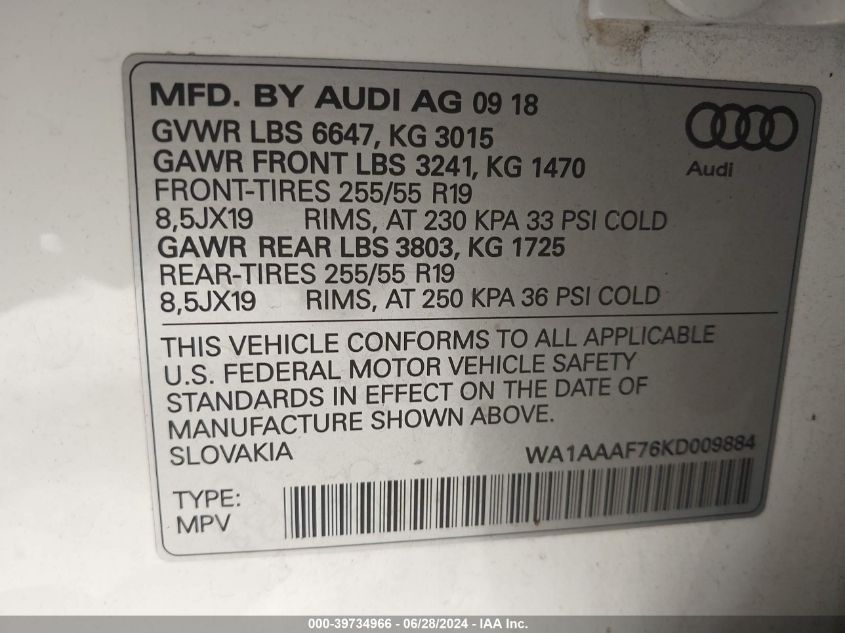 MFD. BY AUDI AG 09 18
GVWR LBS 6647, KG 3015
GAWR FRONT LBS 3241, KG 1470
FRONT-TIRES 255/55 R19
8,5JX19 RIMS, AT 230 KPA 33 PSI COLD
GAWR REAR LBS 3803, KG 1725
REAR-TIRES 255/55 R19
8,5JX19 RIMS, AT 250 KPA 36 PSI COLD
Audi
THIS VEHICLE CONFORMS TO ALL APPLICABLE
U.S. FEDERAL MOTOR VEHICLE SAFETY
STANDARDS IN EFFECT ON THE DATE OF
MANUFACTURE SHOWN ABOVE.
SLOVAKIA
WA1AAAF76KD009884
TYPE:
MPV
000-39734966 - 06/28/2024 - IAA Inc.